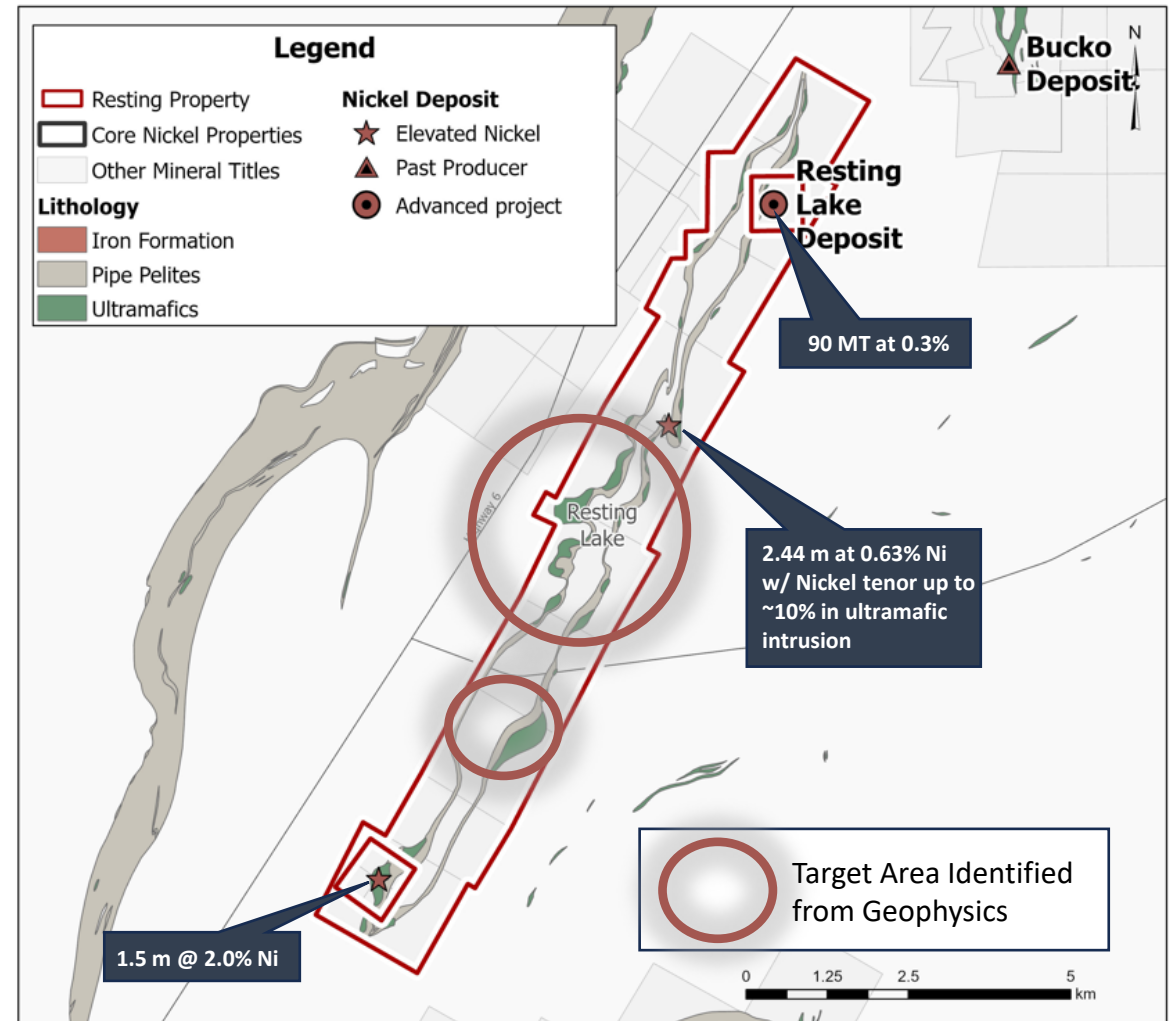 Legend
Resting Property
Core Nickel Properties
Other Mineral Titles
Lithology
Iron Formation
Pipe Pelites
Ultramafics
Nickel Deposit
Elevated Nickel
Past Producer
Advanced project
N
Bucko
Deposit
Resting
Lake
Deposit
90 MT at 0.3%
Highway 6
Resting
Lake
2.44 m at 0.63% Ni
w/ Nickel tenor up to
~10% in ultramafic
intrusion
1.5 m @ 2.0% Ni
Target Area Identified
from Geophysics
0 1.25 2.5 5
km